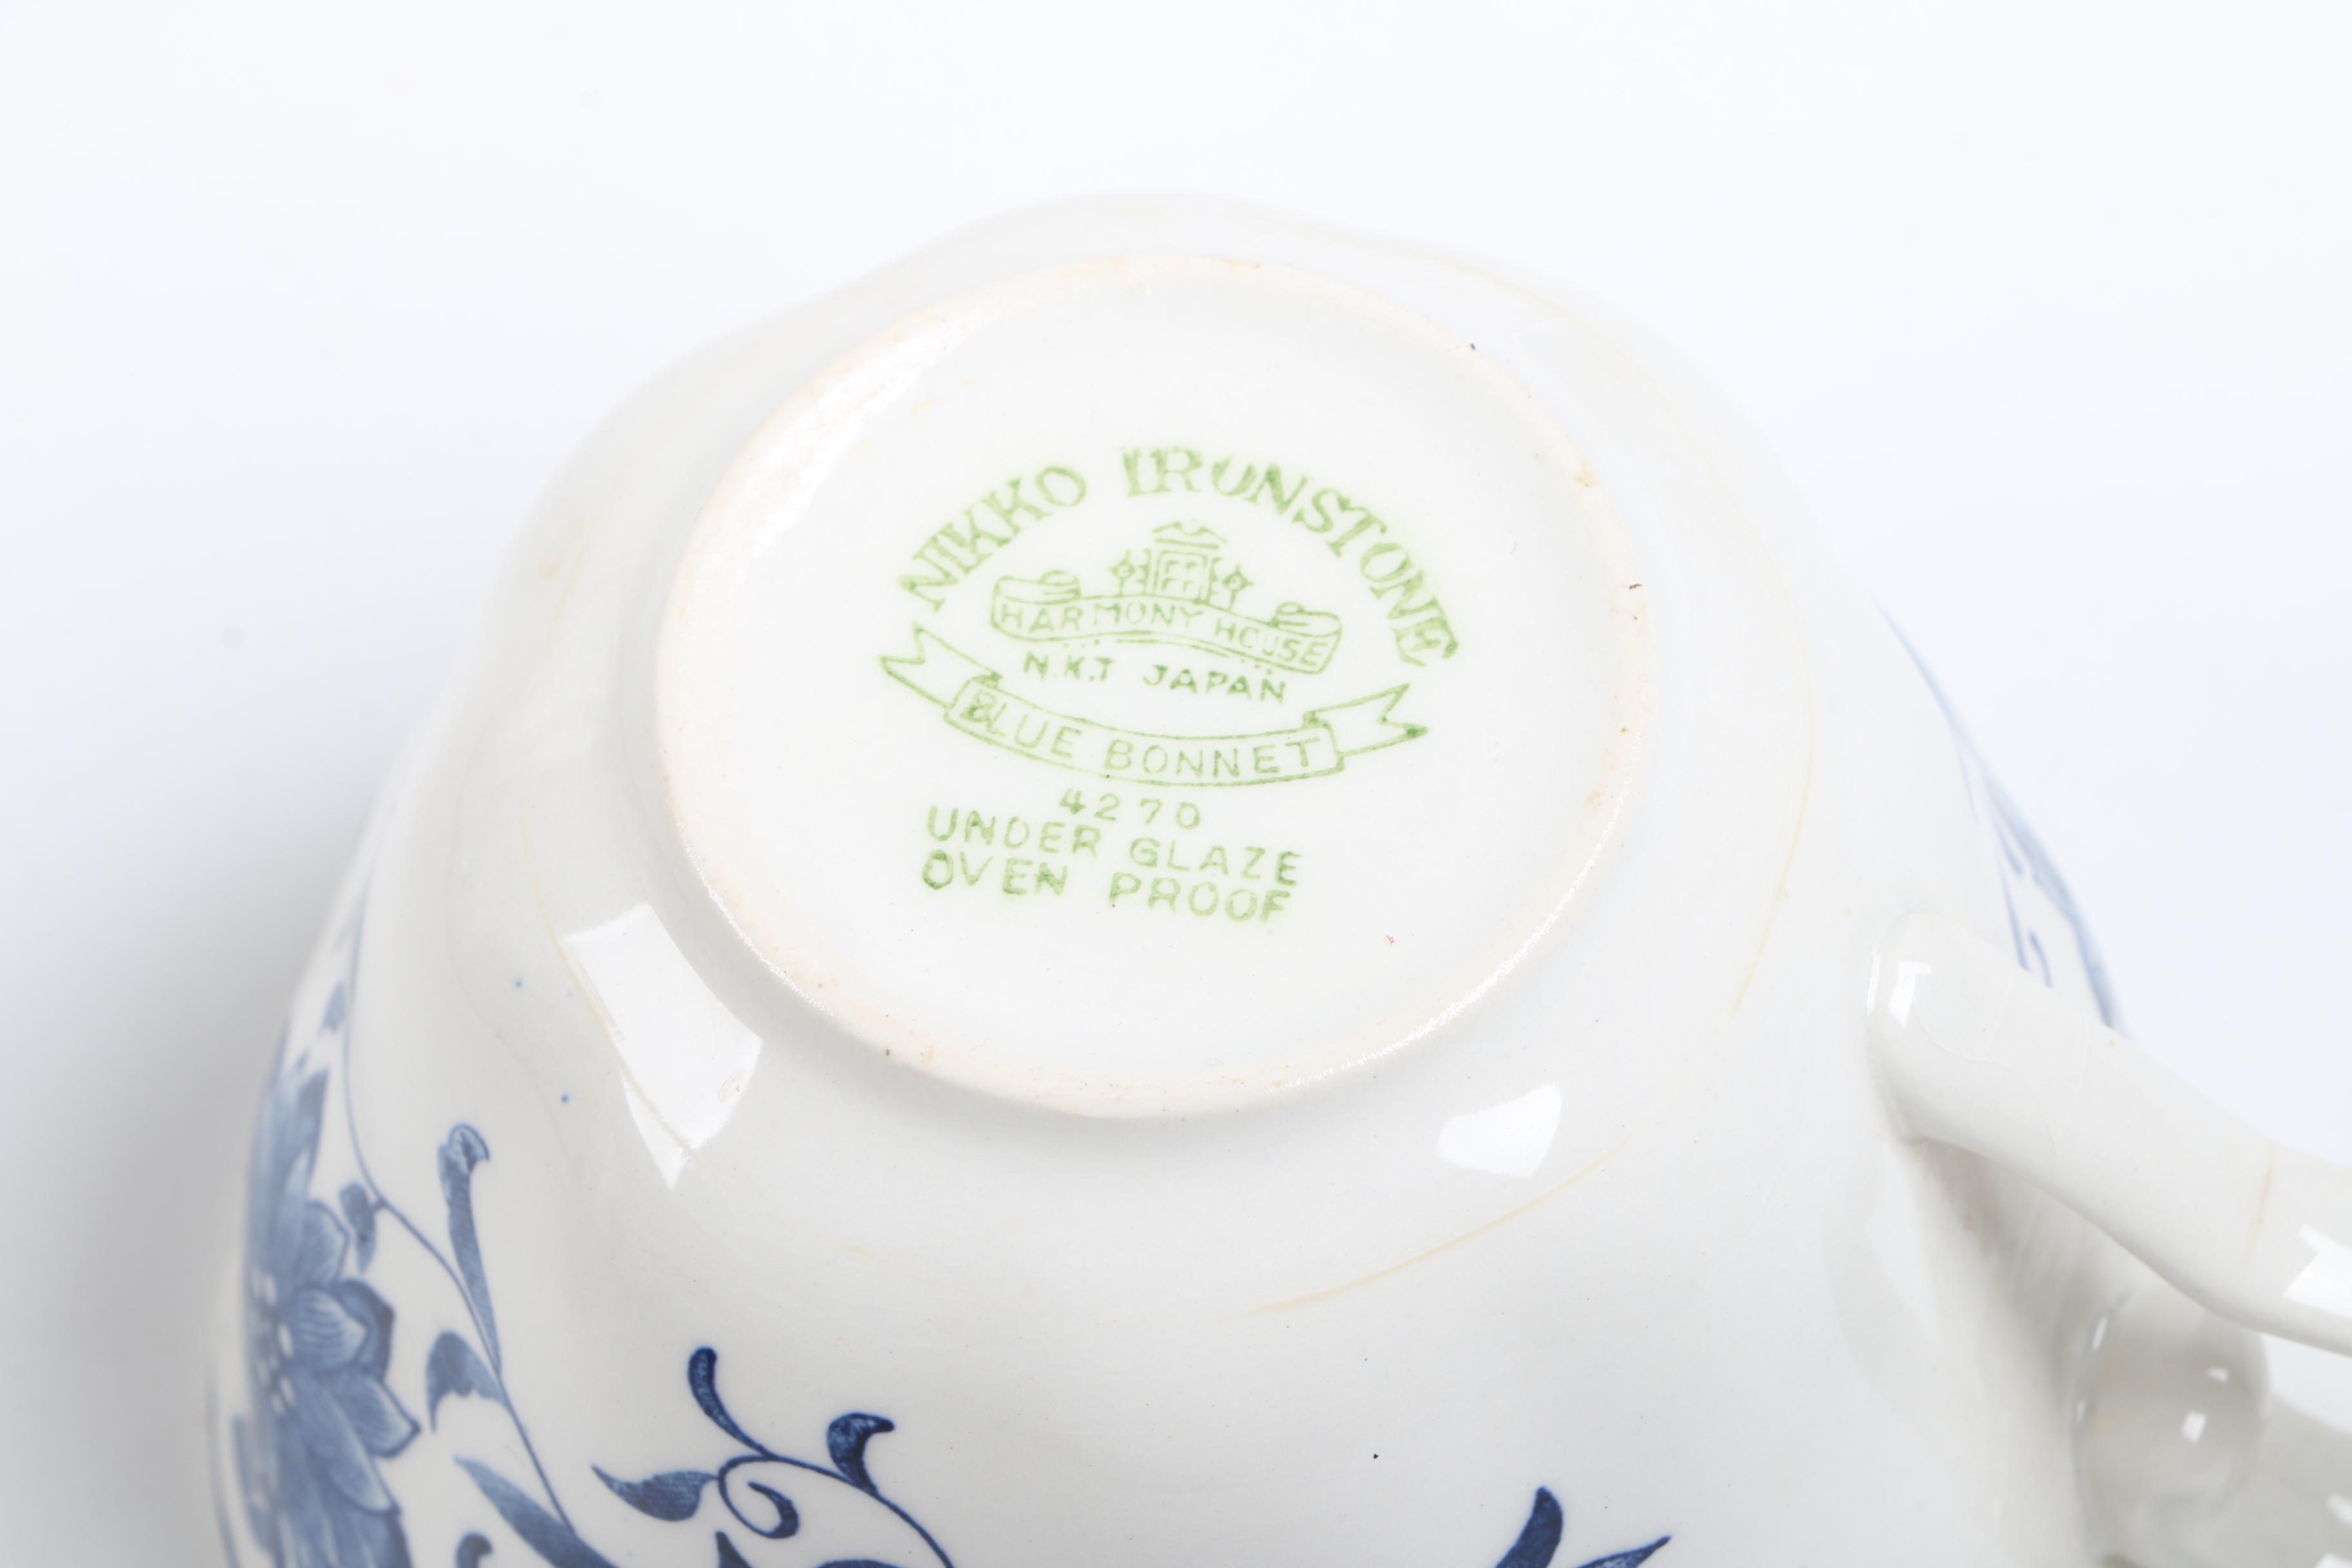 NIKKO IRONSTONE
HARMONY HOUSE
N.K.T JAPAN
BLUE BONNET
4270
UNDER GLAZE
OVEN PROOF